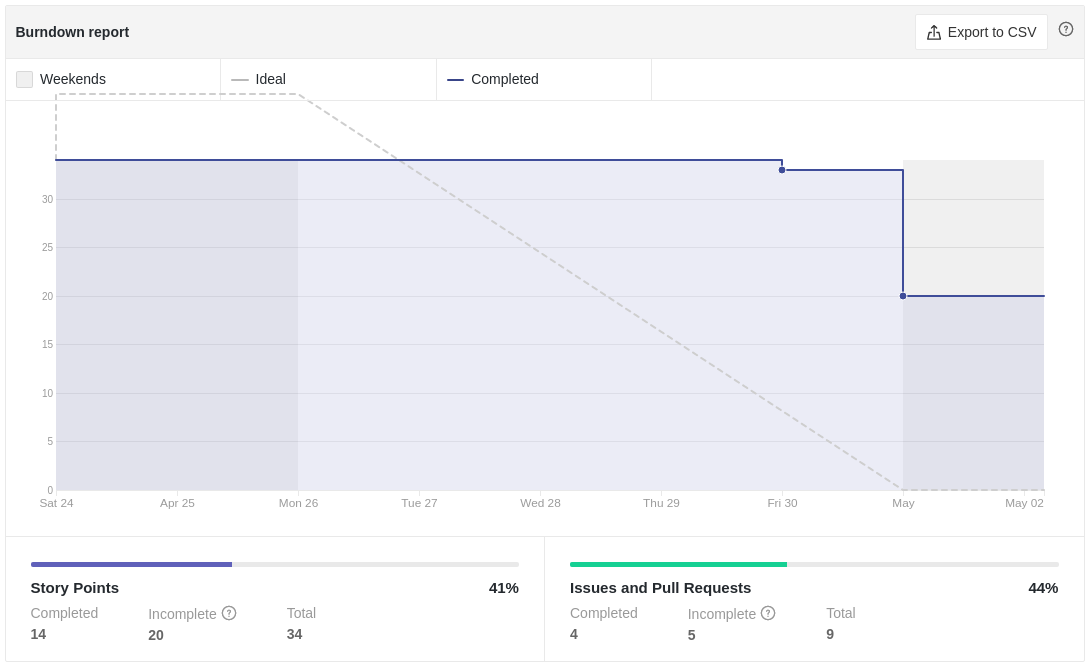 Burndown report
Export to CSV
Weekends
Ideal
Completed
30
25
20
15
10
5
0
Sat 24 Apr 25 Mon 26 Tue 27 Wed 28 Thu 29 Fri 30 May May 02
Story Points 41%
Completed Incomplete ? Total
14 20 34
Issues and Pull Requests 44%
Completed Incomplete ? Total
4 5 9